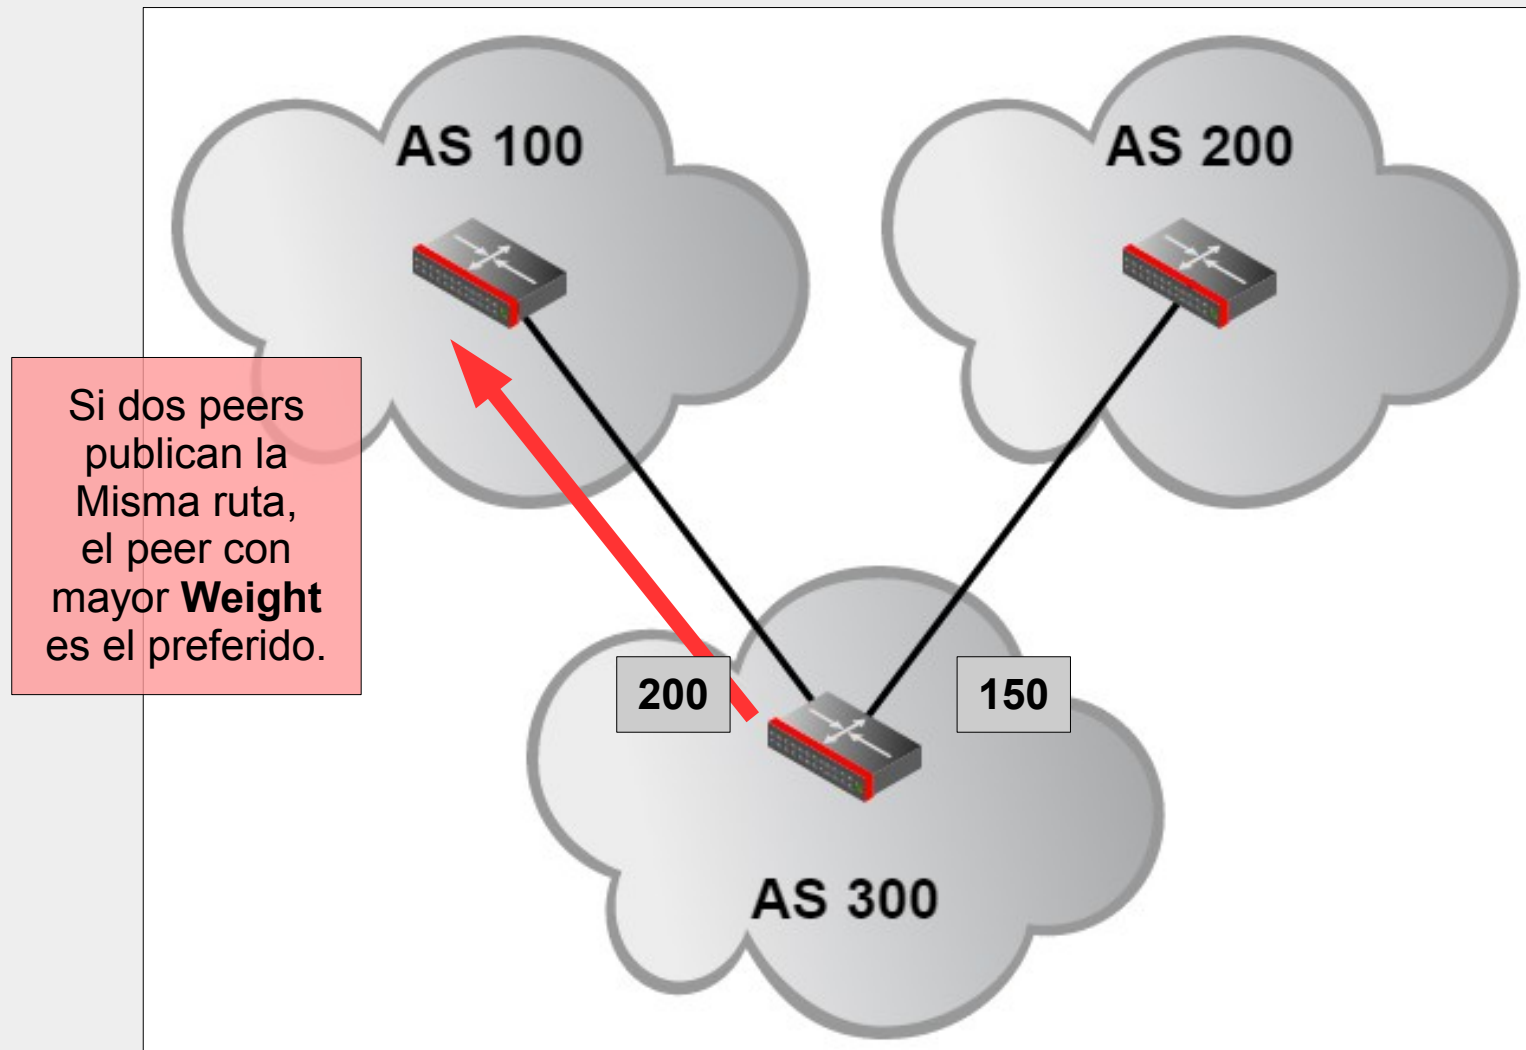 AS 100
AS 200
Si dos peers
publican la
Misma ruta,
el peer con
mayor Weight
es el preferido.
200
150
AS 300